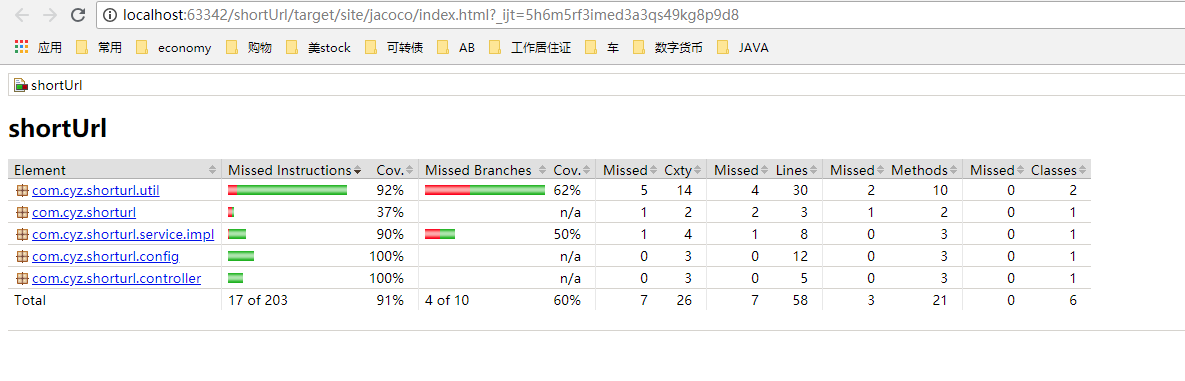 localhost:63342/shortUrl/target/site/jacoco/index.html?_ijt=5h6m5rf3imed3a3qs49kg8p9d8
应用 常用 economy 购物 美stock 可转债 AB 工作居住证 车 数字货币 JAVA
shortUrl
shortUrl
Element Missed Instructions Cov. Missed Branches Cov. Missed Cxty Missed Lines Missed Methods Missed Classes
com.cyz.shorturl.util 92% 62% 5 14 4 30 2 10 0 2
com.cyz.shorturl 37% n/a 1 2 2 3 1 2 0 1
com.cyz.shorturl.service.impl 90% 50% 1 4 1 8 0 3 0 1
com.cyz.shorturl.config 100% n/a 0 3 0 12 0 3 0 1
com.cyz.shorturl.controller 100% n/a 0 3 0 5 0 3 0 1
Total 17 of 203 91% 4 of 10 60% 7 26 7 58 3 21 0 6